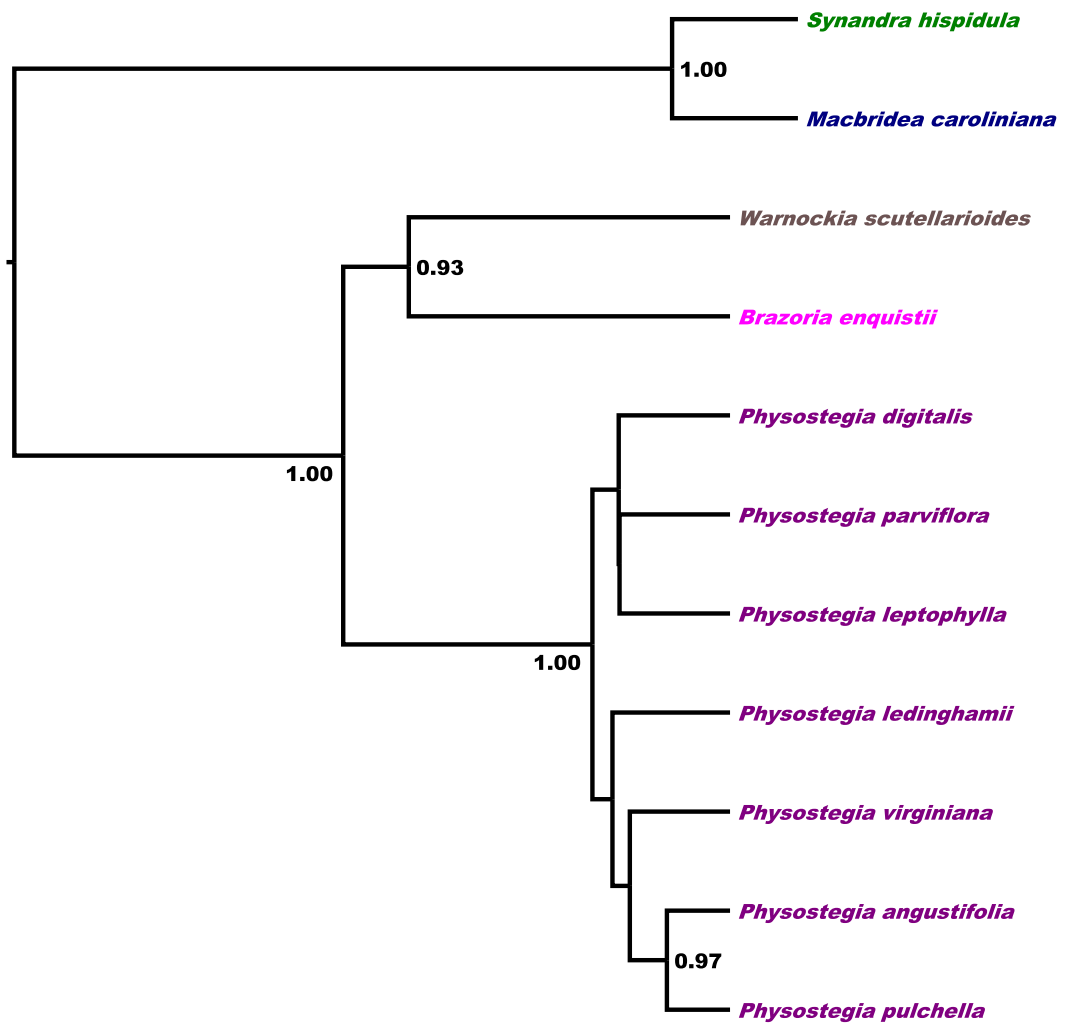 Synandra hispidula
1.00
Macbridea caroliniana
Warnockia scutellarioides
0.93
Brazoria enquistii
Physostegia digitalis
1.00
Physostegia parviflora
Physostegia leptophylla
1.00
Physostegia ledinghamii
Physostegia virginiana
Physostegia angustifolia
0.97
Physostegia pulchella